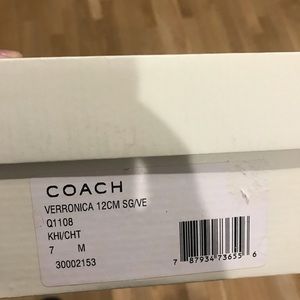 COACH
VERRONICA 12CM SG/VE
Q1108
KHI/CHT
7 M
30002153
7 87934 73655 6